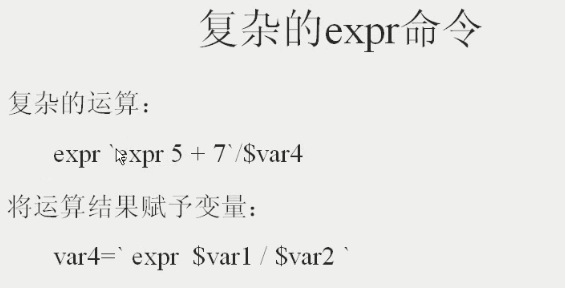 复杂的expr命令
复杂的运算：
expr `expr 5 + 7`/$var4
将运算结果赋予变量：
var4=` expr $var1 / $var2 `